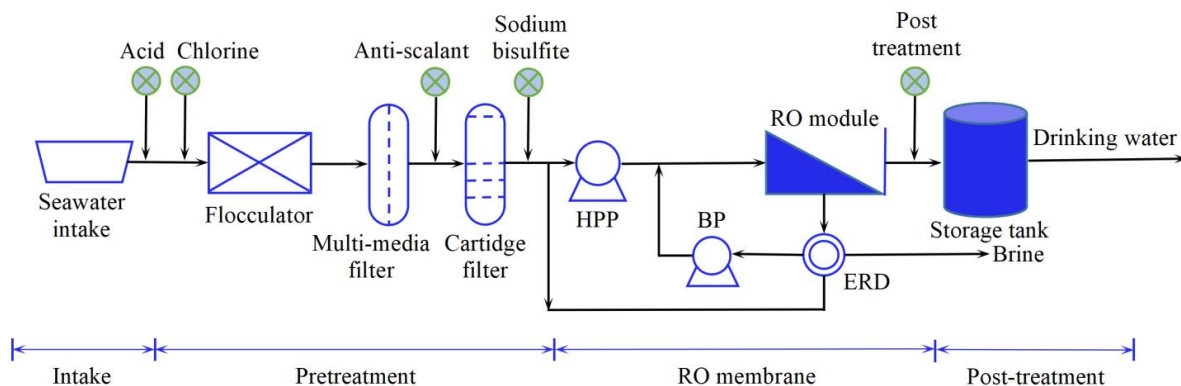 Acid
Chlorine
Anti-scalant
Sodium
bisulfite
Post
treatment
RO module
Drinking water
Seawater
intake
Flocculator
Multi-media
filter
Cartidge
filter
HPP
BP
ERD
Storage tank
Brine
Intake
Pretreatment
RO membrane
Post-treatment